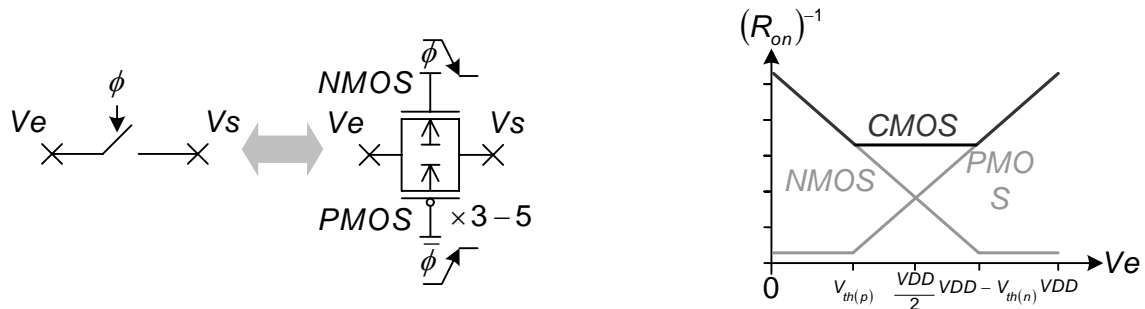 ϕ
Ve
Vs
ϕ
NMOS
Ve
Vs
PMOS
×3−5
ϕ̅
(R_on)⁻¹
CMOS
NMOS
PMO
S
Ve
0
V_th(p)
VDD/2
VDD − V_th(n)
VDD